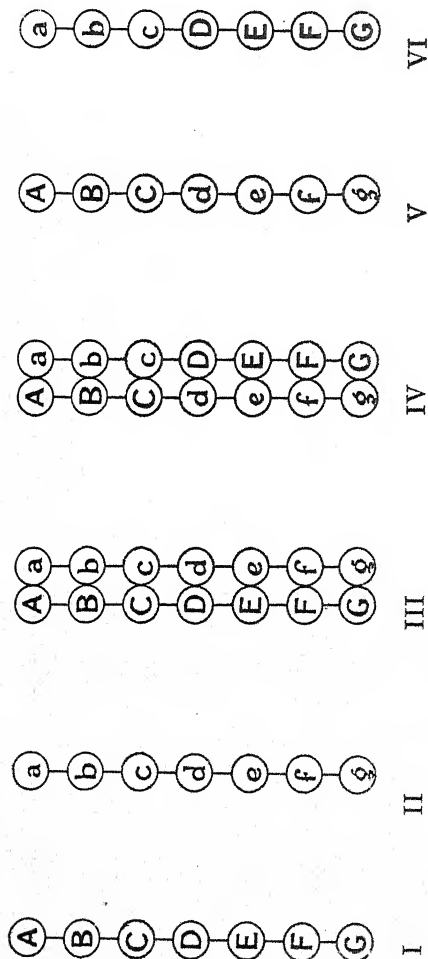 A a A a A a A a
B b B b B b B b
C c C c C c C c
D d D d d D d D
E e E e e E e E
F f F f f F f F
G g G g g G g G
I II III IV V VI